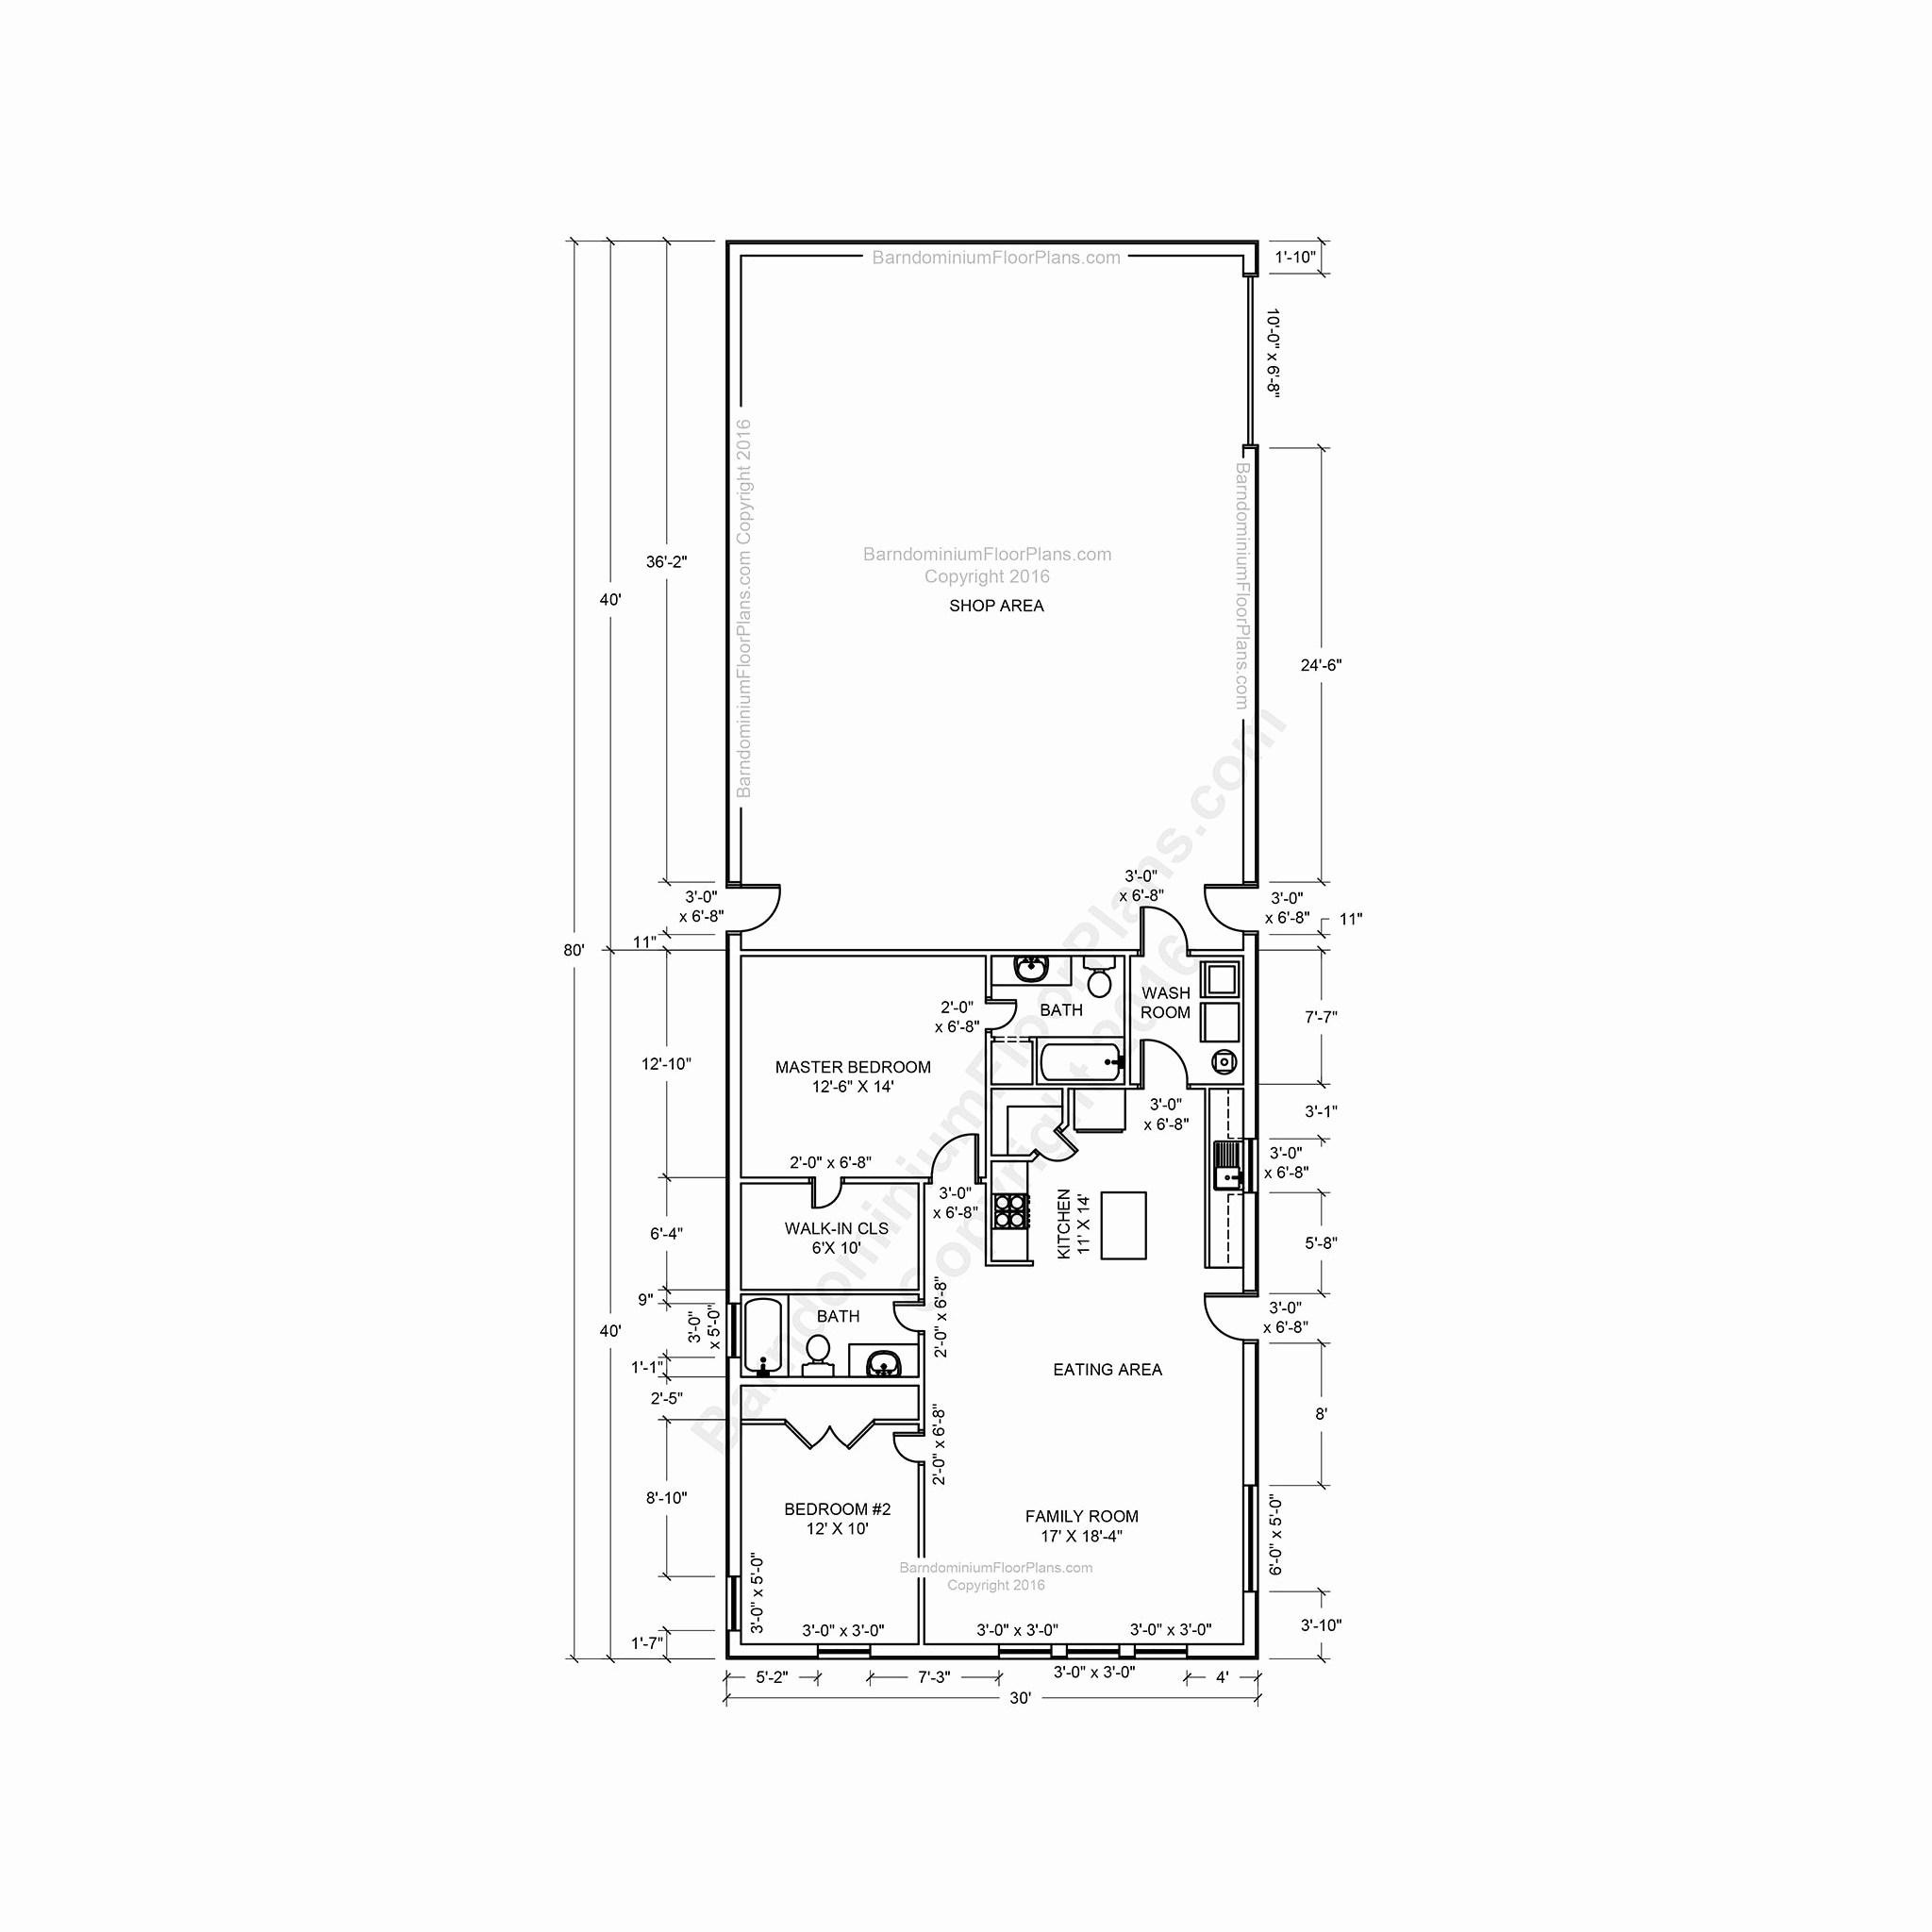 BarndominiumFloorPlans.com
1'-10"
10'-0" x 6'-8"
BarndominiumFloorPlans.com Copyright 2016
BarndominiumFloorPlans.com
36'-2"
40'
BarndominiumFloorPlans.com
Copyright 2016
SHOP AREA
24'-6"
BarndominiumFloorPlans.com
Copyright 2016
3'-0"
x 6'-8"
3'-0"
x 6'-8"
3'-0"
x 6'-8"
11"
11"
80'
WASH
ROOM
BATH
2'-0"
x 6'-8"
7'-7"
12'-10"
MASTER BEDROOM
12'-6" X 14'
3'-0"
x 6'-8"
3'-1"
2'-0" x 6'-8"
3'-0"
x 6'-8"
3'-0"
x 6'-8"
KITCHEN
11' X 14'
6'-4"
WALK-IN CLS
6'X 10'
5'-8"
9"
3'-0"
x 5'-0"
BATH
2'-0" x 6'-8"
3'-0"
x 6'-8"
40'
1'-1"
EATING AREA
2'-5"
2'-0" x 6'-8"
8'
8'-10"
BEDROOM #2
12' X 10'
FAMILY ROOM
17' X 18'-4"
6'-0" x 5'-0"
BarndominiumFloorPlans.com
Copyright 2016
3'-0" x 5'-0"
3'-0" x 3'-0"
3'-0" x 3'-0"
3'-0" x 3'-0"
3'-10"
1'-7"
5'-2"
7'-3"
3'-0" x 3'-0"
4'
30'